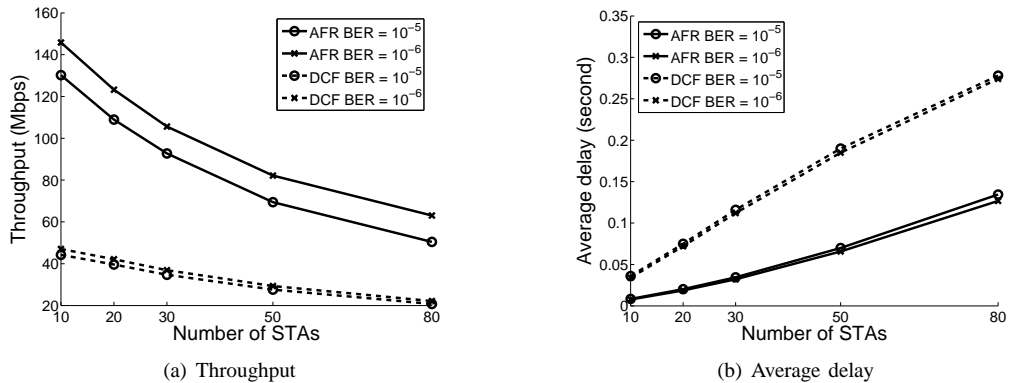 160
140
120
100
80
60
40
20
10
20
30
50
80
Throughput (Mbps)
Number of STAs
AFR BER = 10⁻⁵
AFR BER = 10⁻⁶
DCF BER = 10⁻⁵
DCF BER = 10⁻⁶
(a) Throughput
0.35
0.3
0.25
0.2
0.15
0.1
0.05
0
10
20
30
50
80
Average delay (second)
Number of STAs
AFR BER = 10⁻⁵
AFR BER = 10⁻⁶
DCF BER = 10⁻⁵
DCF BER = 10⁻⁶
(b) Average delay